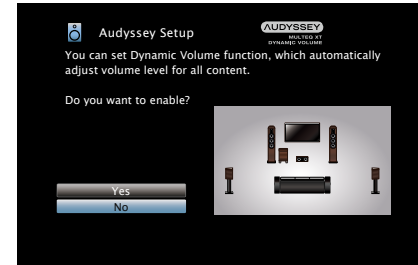 Audyssey Setup
AUDYSSEY
MULTEQ XT
DYNAMIC VOLUME
You can set Dynamic Volume function, which automatically
adjust volume level for all content.
Do you want to enable?
Yes
No